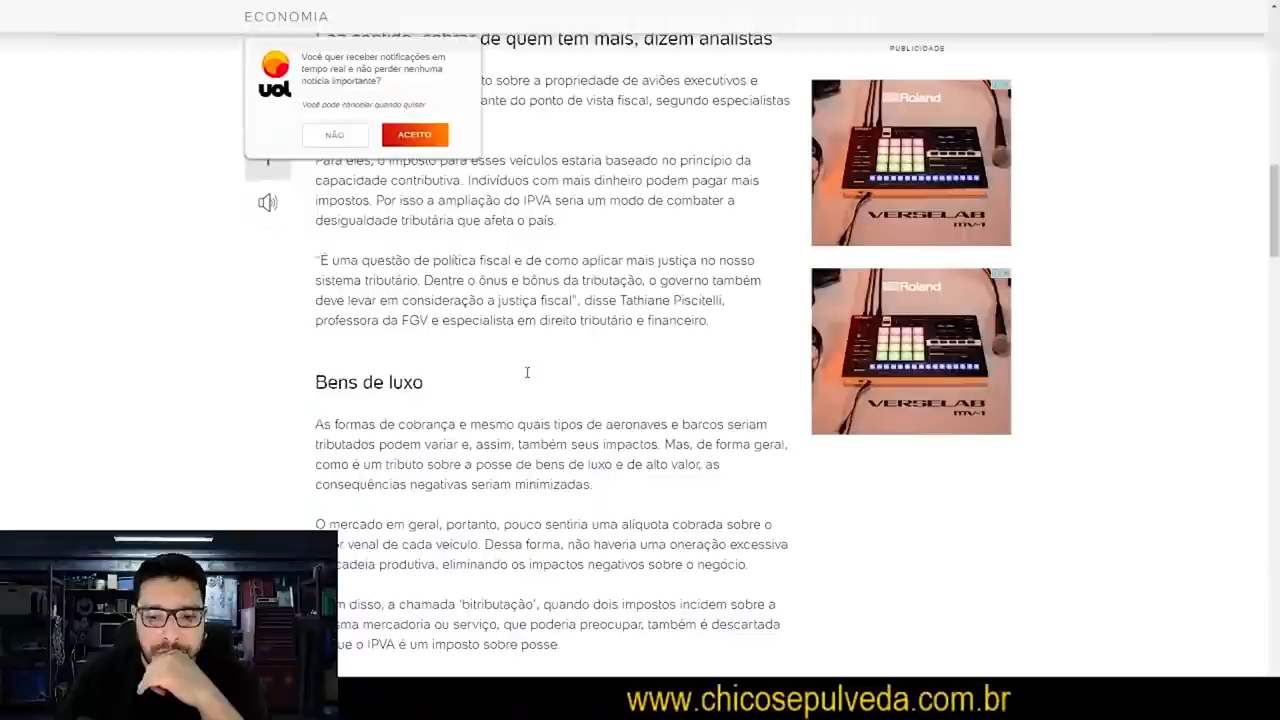 ECONOMIA
Faz sentido cobrar de quem tem mais, dizem analistas
Você quer receber notificações em
tempo real e não perder nenhuma
notícia importante?
Você pode cancelar quando quiser
NÃO
ACEITO
UOL
to sobre a propriedade de aviões executivos e
ante do ponto de vista fiscal, segundo especialistas
Para eles, o imposto para esses veículos estaria baseado no princípio da
capacidade contributiva. Indivíduos com mais dinheiro podem pagar mais
impostos. Por isso a ampliação do IPVA seria um modo de combater a
desigualdade tributária que afeta o país.
"É uma questão de política fiscal e de como aplicar mais justiça no nosso
sistema tributário. Dentre o ônus e bônus da tributação, o governo também
deve levar em consideração a justiça fiscal", disse Tathiane Piscitelli,
professora da FGV e especialista em direito tributário e financeiro.
Bens de luxo
As formas de cobrança e mesmo quais tipos de aeronaves e barcos seriam
tributados podem variar e, assim, também seus impactos. Mas, de forma geral,
como é um tributo sobre a posse de bens de luxo e de alto valor, as
consequências negativas seriam minimizadas.
O mercado em geral, portanto, pouco sentiria uma alíquota cobrada sobre o
r venal de cada veículo. Dessa forma, não haveria uma oneração excessiva
cadeia produtiva, eliminando os impactos negativos sobre o negócio.
m disso, a chamada 'bitributação', quando dois impostos incidem sobre a
sma mercadoria ou serviço, que poderia preocupar, também é descartada
ue o IPVA é um imposto sobre posse.
PUBLICIDADE
Roland
VERSELAB
MV-1
Roland
VERSELAB
MV-1
www.chicosepulveda.com.br